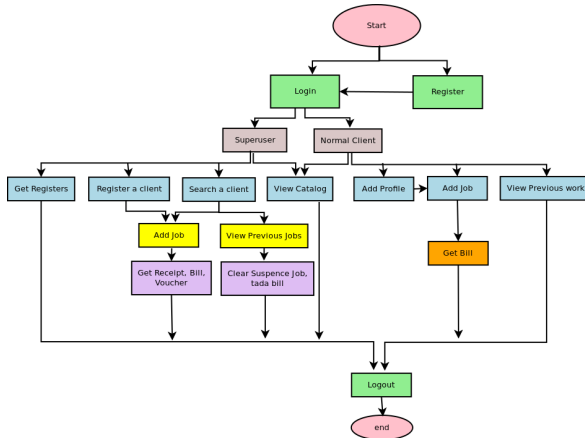 Start
Login
Register
Superuser
Normal Client
Get Registers
Register a client
Search a client
View Catalog
Add Profile
Add Job
View Previous work
Add Job
View Previous Jobs
Get Bill
Get Receipt, Bill,
Voucher
Clear Suspence Job,
tada bill
Logout
end